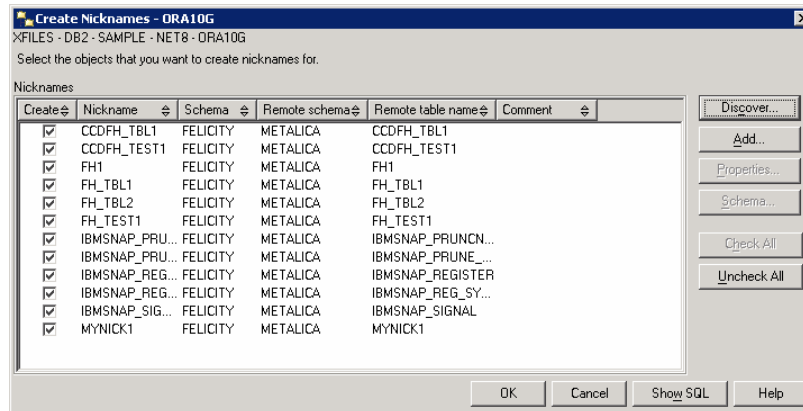 Create Nicknames - ORA10G
XFILES - DB2 - SAMPLE - NET8 - ORA10G
Select the objects that you want to create nicknames for.
Nicknames
Create Nickname Schema Remote schema Remote table name Comment
CCDFH_TBL1 FELICITY METALICA CCDFH_TBL1
CCDFH_TEST1 FELICITY METALICA CCDFH_TEST1
FH1 FELICITY METALICA FH1
FH_TBL1 FELICITY METALICA FH_TBL1
FH_TBL2 FELICITY METALICA FH_TBL2
FH_TEST1 FELICITY METALICA FH_TEST1
IBMSNAP_PRU... FELICITY METALICA IBMSNAP_PRUNCN...
IBMSNAP_PRU... FELICITY METALICA IBMSNAP_PRUNE_...
IBMSNAP_REG... FELICITY METALICA IBMSNAP_REGISTER
IBMSNAP_REG... FELICITY METALICA IBMSNAP_REG_SY...
IBMSNAP_SIG... FELICITY METALICA IBMSNAP_SIGNAL
MYNICK1 FELICITY METALICA MYNICK1
Discover...
Add...
Properties...
Schema...
Check All
Uncheck All
OK Cancel Show SQL Help